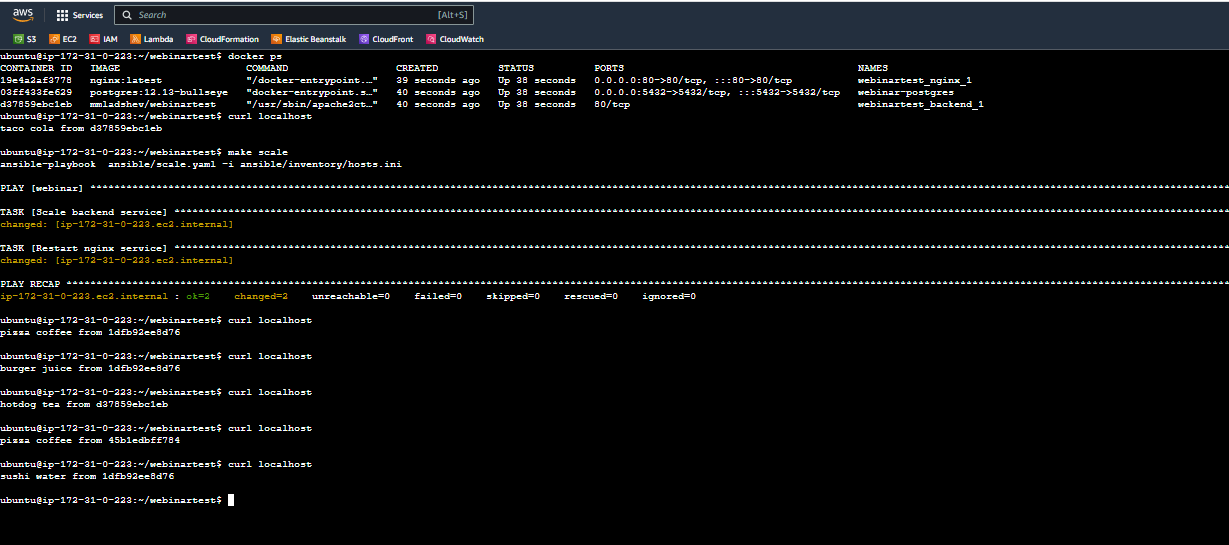 aws Services Search [Alt+S]
S3 EC2 IAM Lambda CloudFormation Elastic Beanstalk CloudFront CloudWatch
ubuntu@ip-172-31-0-223:~/webinartest$ docker ps
CONTAINER ID IMAGE COMMAND CREATED STATUS PORTS NAMES
19e4a2af3778 nginx:latest "/docker-entrypoint.…" 39 seconds ago Up 38 seconds 0.0.0.0:80->80/tcp, :::80->80/tcp webinartest_nginx_1
03ff433fe629 postgres:12.13-bullseye "docker-entrypoint.s…" 40 seconds ago Up 38 seconds 0.0.0.0:5432->5432/tcp, :::5432->5432/tcp webinar-postgres
d37859ebc1eb mmladshev/webinartest "/usr/sbin/apache2ct…" 40 seconds ago Up 38 seconds 80/tcp webinartest_backend_1
ubuntu@ip-172-31-0-223:~/webinartest$ curl localhost
taco cola from d37859ebc1eb
ubuntu@ip-172-31-0-223:~/webinartest$ make scale
ansible-playbook ansible/scale.yaml -i ansible/inventory/hosts.ini
PLAY [webinar] ****************************************************************
TASK [Scale backend service] ****************************************************************
changed: [ip-172-31-0-223.ec2.internal]
TASK [Restart nginx service] ****************************************************************
changed: [ip-172-31-0-223.ec2.internal]
PLAY RECAP ****************************************************************
ip-172-31-0-223.ec2.internal : ok=2 changed=2 unreachable=0 failed=0 skipped=0 rescued=0 ignored=0
ubuntu@ip-172-31-0-223:~/webinartest$ curl localhost
pizza coffee from 1dfb92ee8d76
ubuntu@ip-172-31-0-223:~/webinartest$ curl localhost
burger juice from 1dfb92ee8d76
ubuntu@ip-172-31-0-223:~/webinartest$ curl localhost
hotdog tea from d37859ebc1eb
ubuntu@ip-172-31-0-223:~/webinartest$ curl localhost
pizza coffee from 45b1edbff784
ubuntu@ip-172-31-0-223:~/webinartest$ curl localhost
sushi water from 1dfb92ee8d76
ubuntu@ip-172-31-0-223:~/webinartest$